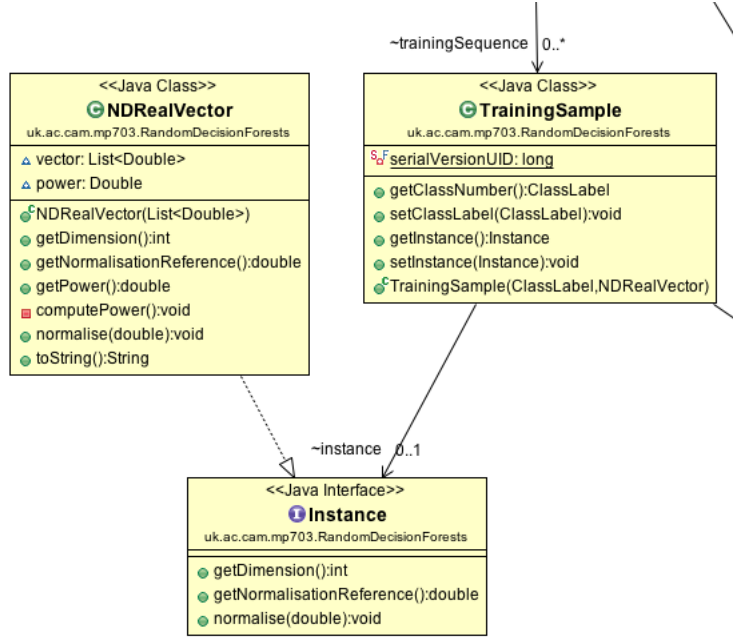 ~trainingSequence 0..*
<<Java Class>>
NDRealVector
uk.ac.cam.mp703.RandomDecisionForests
vector: List<Double>
power: Double
NDRealVector(List<Double>)
getDimension():int
getNormalisationReference():double
getPower():double
computePower():void
normalise(double):void
toString():String
<<Java Class>>
TrainingSample
uk.ac.cam.mp703.RandomDecisionForests
serialVersionUID: long
getClassNumber():ClassLabel
setClassLabel(ClassLabel):void
getInstance():Instance
setInstance(Instance):void
TrainingSample(ClassLabel,NDRealVector)
~instance 0..1
<<Java Interface>>
Instance
uk.ac.cam.mp703.RandomDecisionForests
getDimension():int
getNormalisationReference():double
normalise(double):void